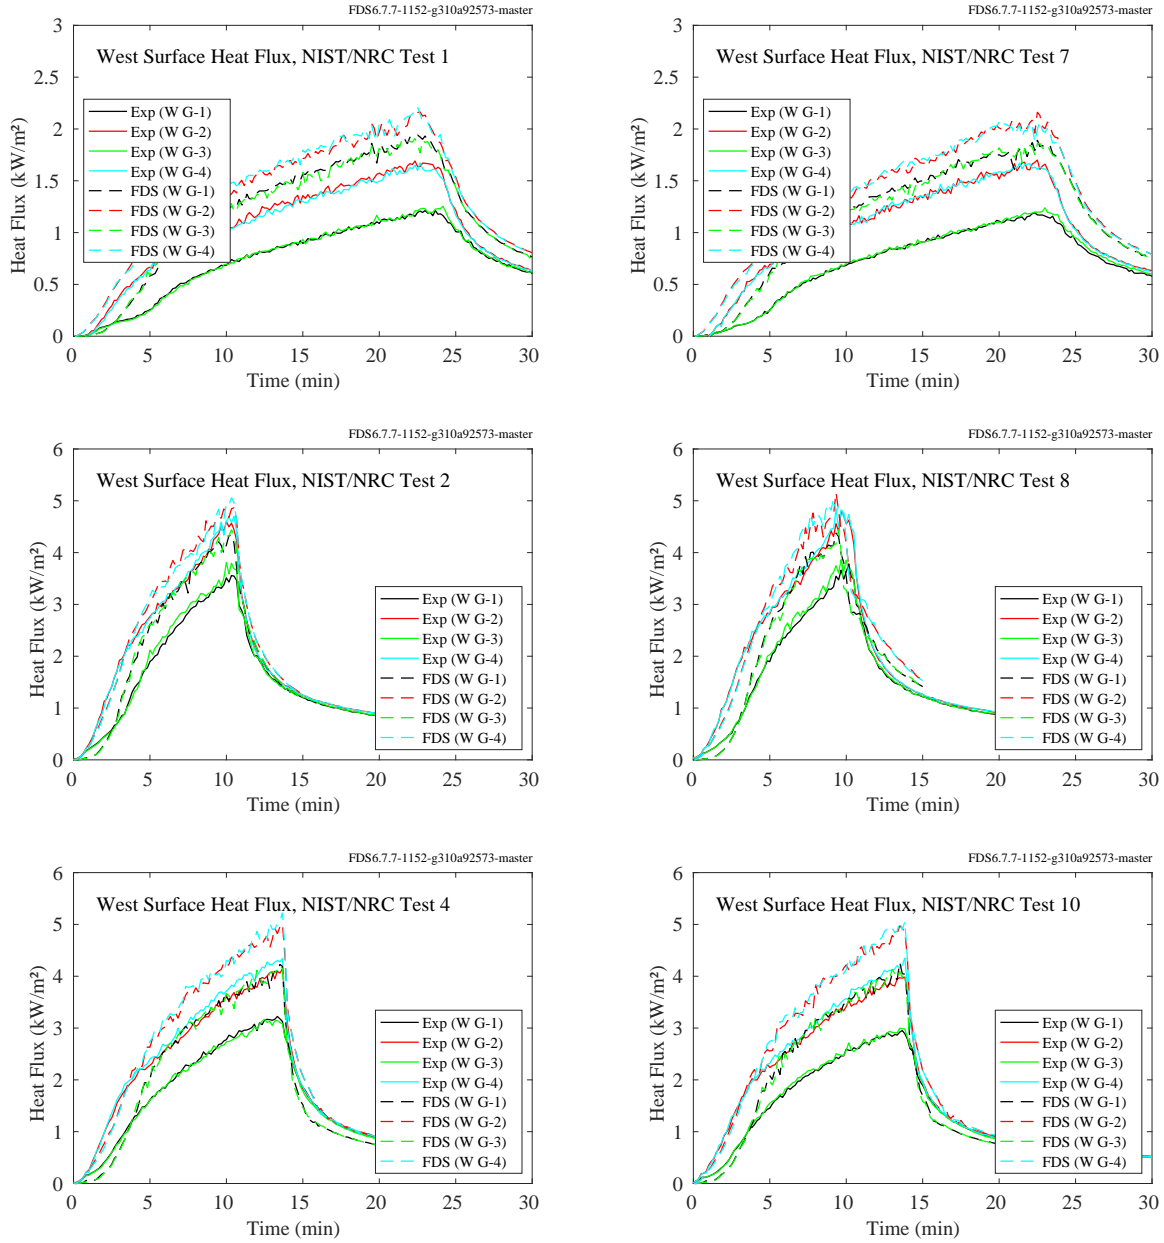 FDS6.7.7-1152-g310a92573-master
West Surface Heat Flux, NIST/NRC Test 1
Heat Flux (kW/m²)
3
2.5
2
1.5
1
0.5
0
Exp (W G-1)
Exp (W G-2)
Exp (W G-3)
Exp (W G-4)
FDS (W G-1)
FDS (W G-2)
FDS (W G-3)
FDS (W G-4)
0 5 10 15 20 25 30
Time (min)
FDS6.7.7-1152-g310a92573-master
West Surface Heat Flux, NIST/NRC Test 7
Heat Flux (kW/m²)
3
2.5
2
1.5
1
0.5
0
Exp (W G-1)
Exp (W G-2)
Exp (W G-3)
Exp (W G-4)
FDS (W G-1)
FDS (W G-2)
FDS (W G-3)
FDS (W G-4)
0 5 10 15 20 25 30
Time (min)
FDS6.7.7-1152-g310a92573-master
West Surface Heat Flux, NIST/NRC Test 2
Heat Flux (kW/m²)
6
5
4
3
2
1
0
Exp (W G-1)
Exp (W G-2)
Exp (W G-3)
Exp (W G-4)
FDS (W G-1)
FDS (W G-2)
FDS (W G-3)
FDS (W G-4)
0 5 10 15 20 25 30
Time (min)
FDS6.7.7-1152-g310a92573-master
West Surface Heat Flux, NIST/NRC Test 8
Heat Flux (kW/m²)
6
5
4
3
2
1
0
Exp (W G-1)
Exp (W G-2)
Exp (W G-3)
Exp (W G-4)
FDS (W G-1)
FDS (W G-2)
FDS (W G-3)
FDS (W G-4)
0 5 10 15 20 25 30
Time (min)
FDS6.7.7-1152-g310a92573-master
West Surface Heat Flux, NIST/NRC Test 4
Heat Flux (kW/m²)
6
5
4
3
2
1
0
Exp (W G-1)
Exp (W G-2)
Exp (W G-3)
Exp (W G-4)
FDS (W G-1)
FDS (W G-2)
FDS (W G-3)
FDS (W G-4)
0 5 10 15 20 25 30
Time (min)
FDS6.7.7-1152-g310a92573-master
West Surface Heat Flux, NIST/NRC Test 10
Heat Flux (kW/m²)
6
5
4
3
2
1
0
Exp (W G-1)
Exp (W G-2)
Exp (W G-3)
Exp (W G-4)
FDS (W G-1)
FDS (W G-2)
FDS (W G-3)
FDS (W G-4)
0 5 10 15 20 25 30
Time (min)